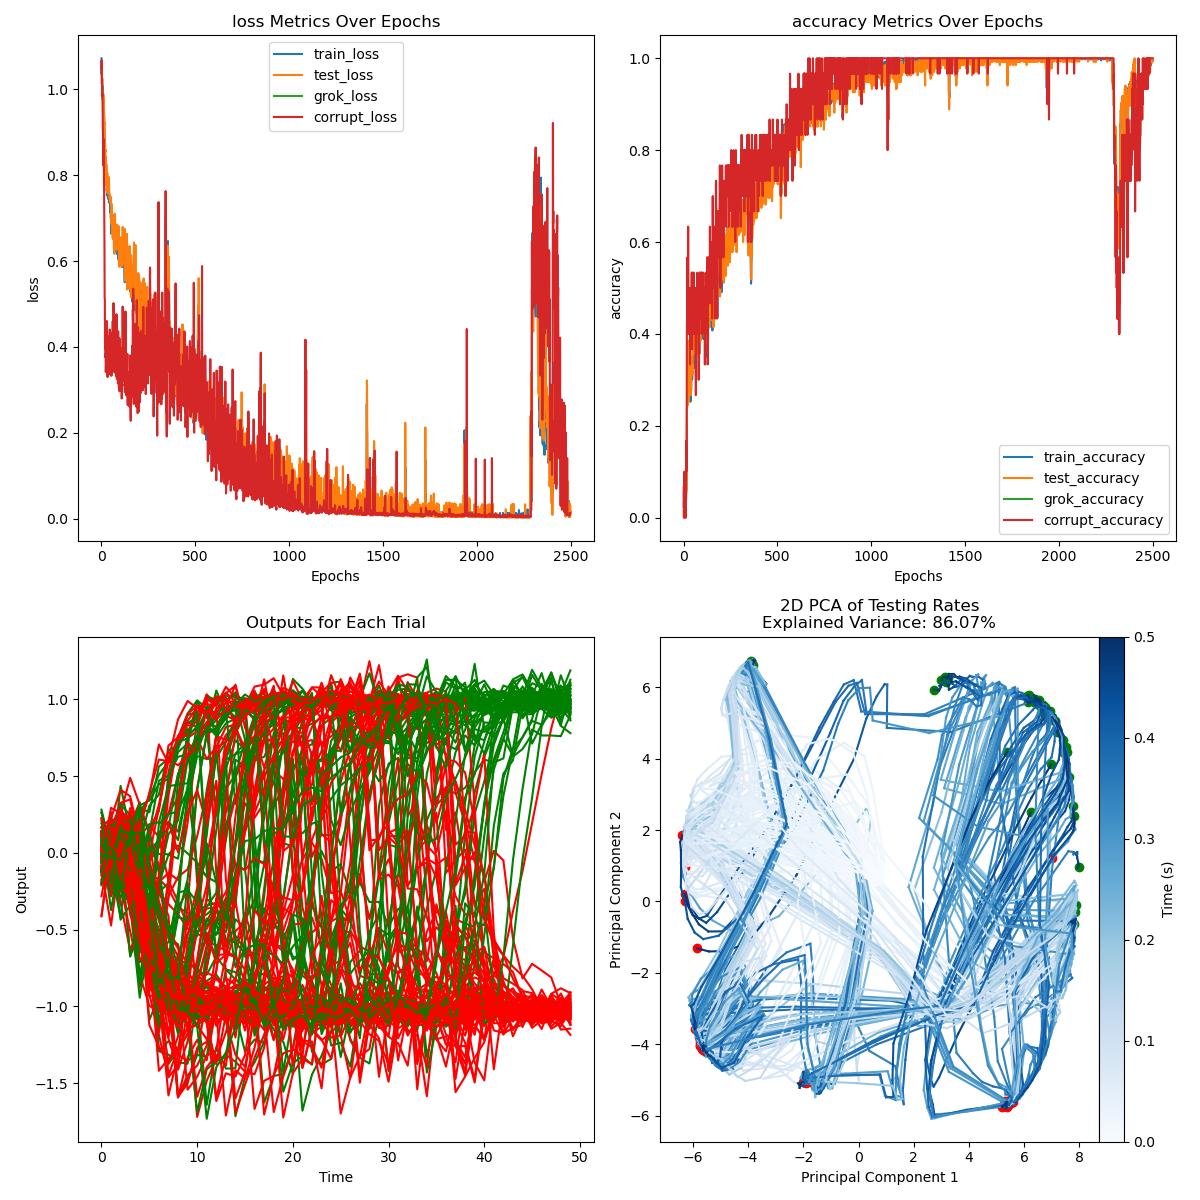 loss Metrics Over Epochs
train_loss
test_loss
grok_loss
corrupt_loss
1.0
0.8
0.6
0.4
0.2
0.0
loss
0
500
1000
1500
2000
2500
Epochs
accuracy Metrics Over Epochs
1.0
0.8
0.6
0.4
0.2
0.0
accuracy
train_accuracy
test_accuracy
grok_accuracy
corrupt_accuracy
0
500
1000
1500
2000
2500
Epochs
Outputs for Each Trial
1.0
0.5
0.0
−0.5
−1.0
−1.5
Output
0
10
20
30
40
50
Time
2D PCA of Testing Rates
Explained Variance: 86.07%
6
4
2
0
−2
−4
−6
Principal Component 2
−6
−4
−2
0
2
4
6
8
Principal Component 1
0.5
0.4
0.3
0.2
0.1
0.0
Time (s)